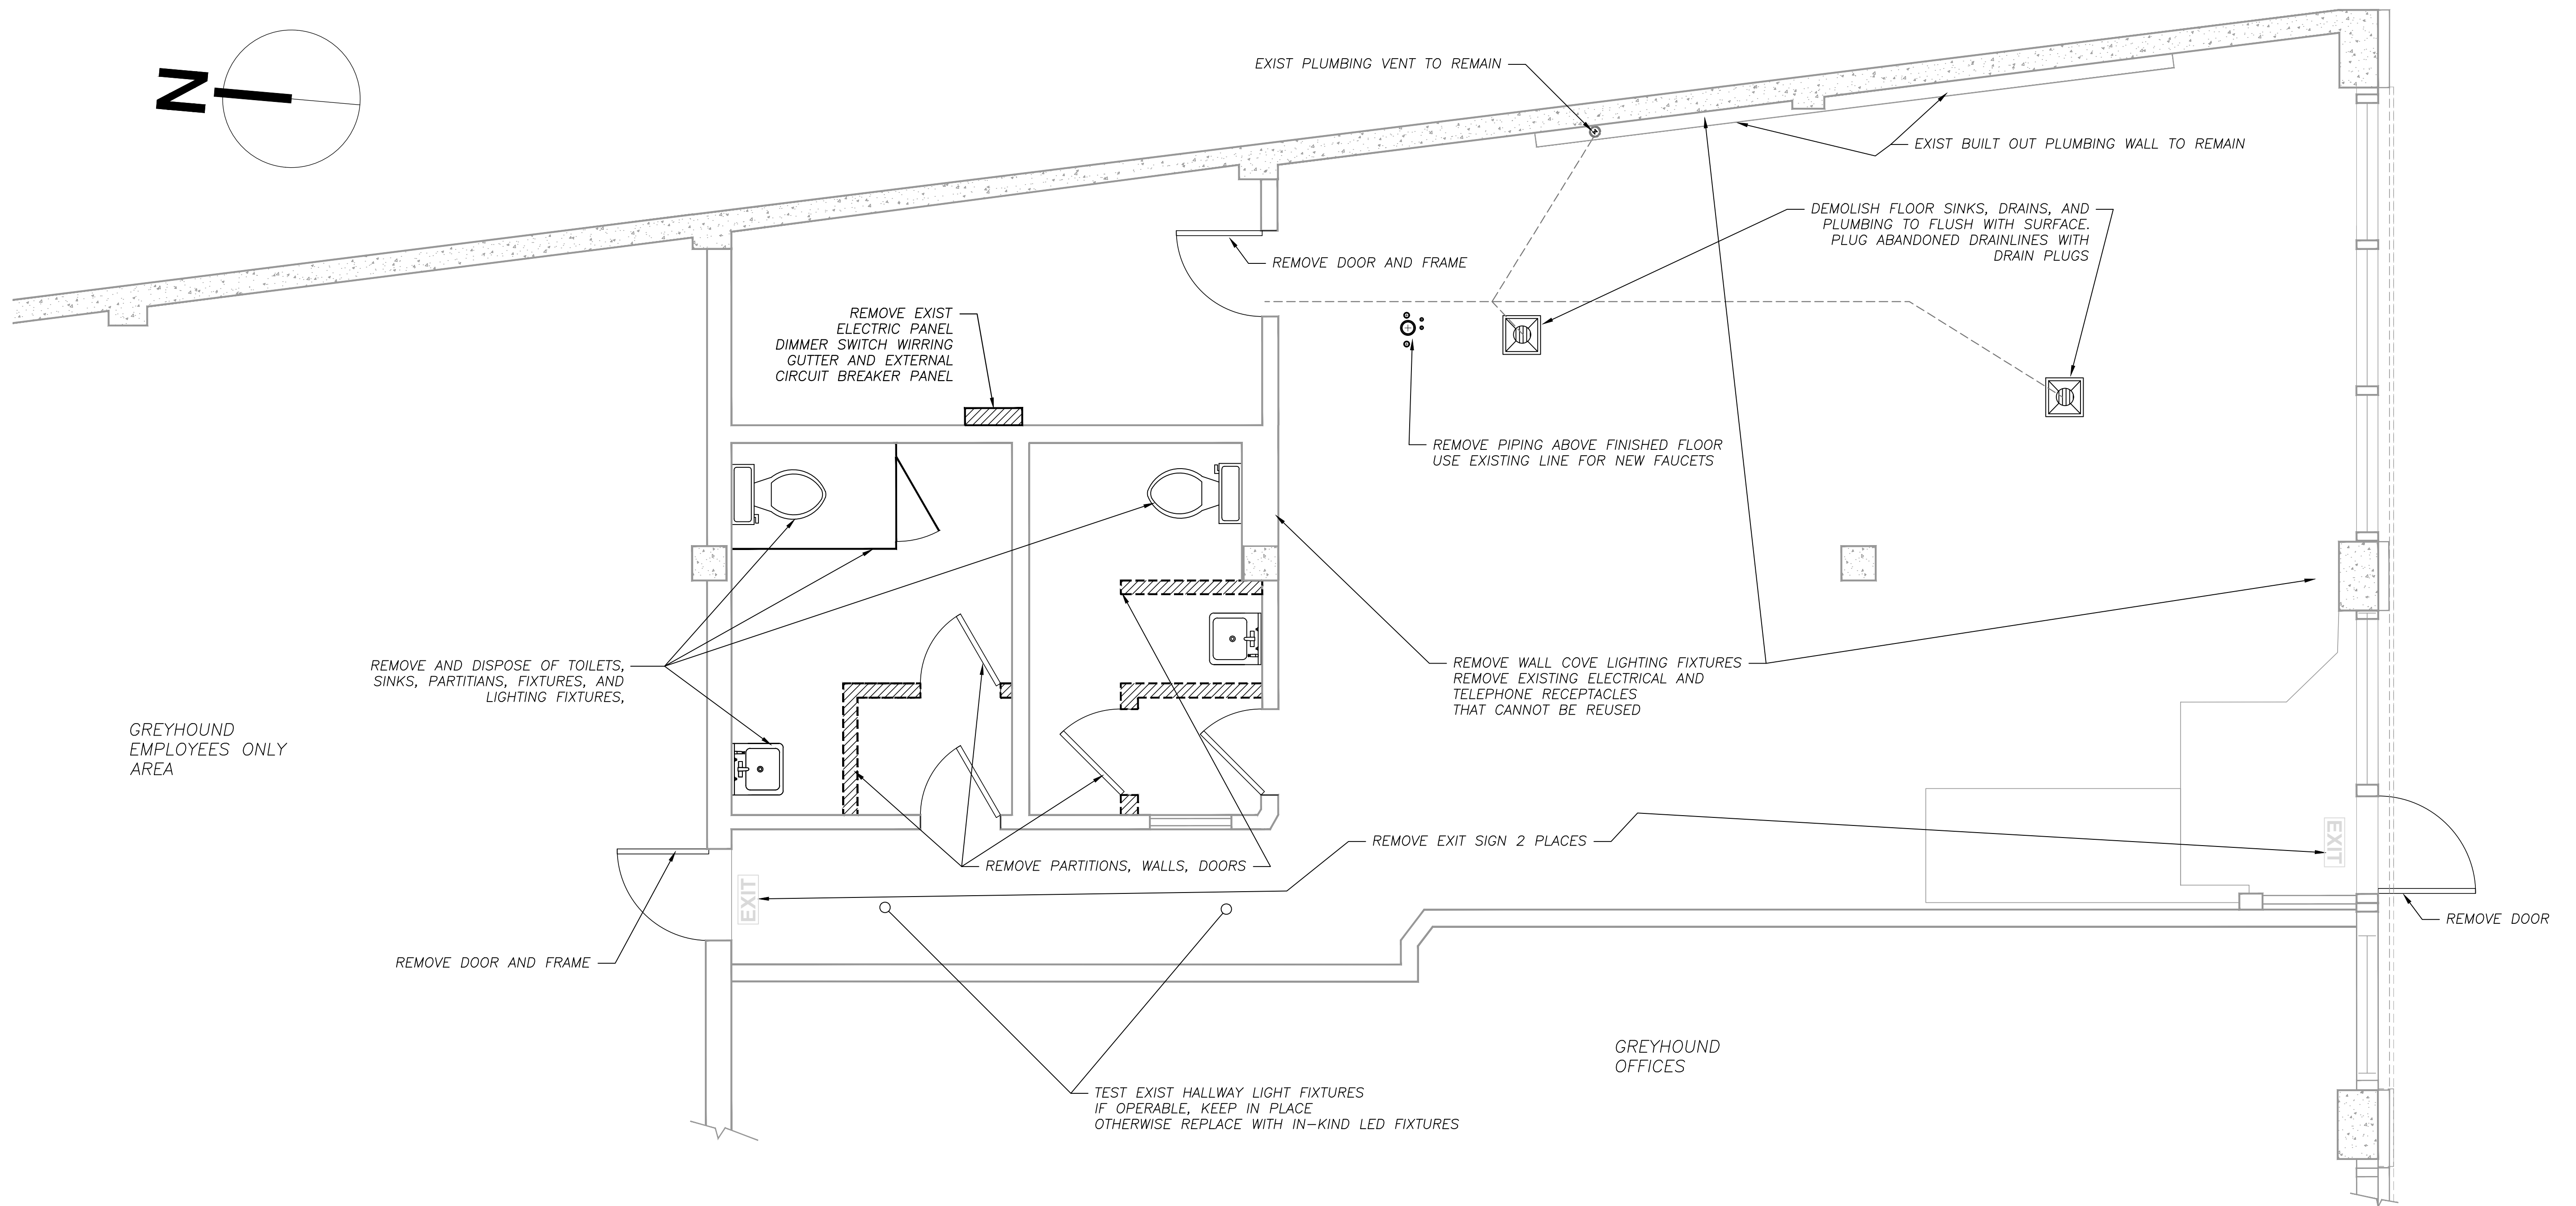 N
EXIST PLUMBING VENT TO REMAIN
EXIST BUILT OUT PLUMBING WALL TO REMAIN
DEMOLISH FLOOR SINKS, DRAINS, AND
PLUMBING TO FLUSH WITH SURFACE.
PLUG ABANDONED DRAINLINES WITH
DRAIN PLUGS
REMOVE DOOR AND FRAME
REMOVE EXIST
ELECTRIC PANEL
DIMMER SWITCH WIRRING
GUTTER AND EXTERNAL
CIRCUIT BREAKER PANEL
REMOVE PIPING ABOVE FINISHED FLOOR
USE EXISTING LINE FOR NEW FAUCETS
REMOVE AND DISPOSE OF TOILETS,
SINKS, PARTITIANS, FIXTURES, AND
LIGHTING FIXTURES,
REMOVE WALL COVE LIGHTING FIXTURES
REMOVE EXISTING ELECTRICAL AND
TELEPHONE RECEPTACLES
THAT CANNOT BE REUSED
GREYHOUND
EMPLOYEES ONLY
AREA
REMOVE EXIT SIGN 2 PLACES
EXIT
REMOVE PARTITIONS, WALLS, DOORS
EXIT
REMOVE DOOR
REMOVE DOOR AND FRAME
GREYHOUND
OFFICES
TEST EXIST HALLWAY LIGHT FIXTURES
IF OPERABLE, KEEP IN PLACE
OTHERWISE REPLACE WITH IN-KIND LED FIXTURES